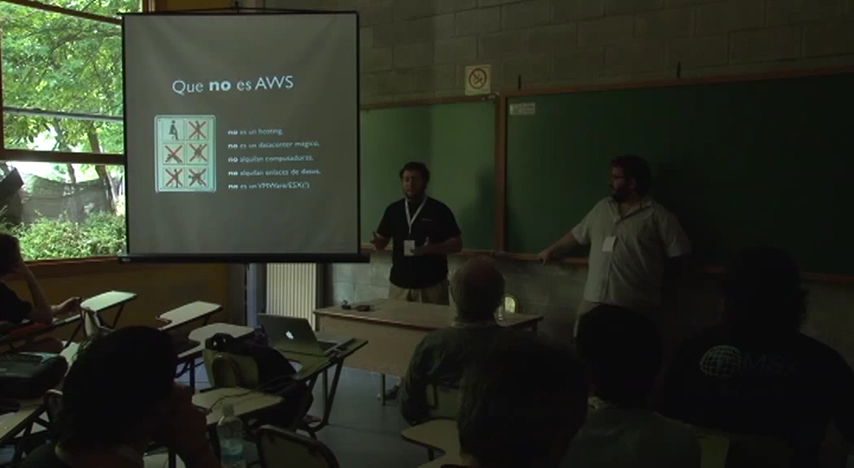 Que no es AWS
no es un hosting.
no es un datacenter mágico.
no alquilan computadoras.
no alquilan enlaces de datos.
no es un VMWare/ESX(i)